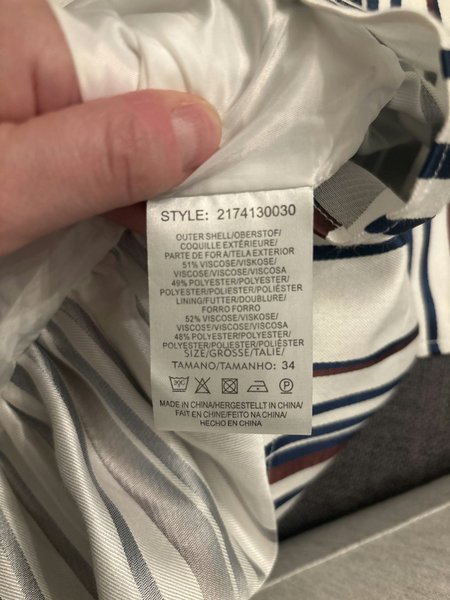 STYLE: 2174130030
OUTER SHELL/OBERSTOF/
COQUILLE EXTÉRIEURE/
PARTE DE FORA/TELA EXTERIOR
51% VISCOSE/VISKOSE/
VISCOSE/VISCOSE/VISCOSA
49% POLYESTER/POLYESTER/
POLYESTER/POLIÉSTER/POLIÉSTER
LINING/FUTTER/DOUBLURE/
FORRO FORRO
52% VISCOSE/VISKOSE/
VISCOSE/VISCOSE/VISCOSA
48% POLYESTER/POLYESTER/
POLYESTER/POLIÉSTER/POLIÉSTER
SIZE/GRÖSSE/TALIE/
TAMANO/TAMANHO: 34
30C
P
MADE IN CHINA/HERGESTELLT IN CHINA/
FAIT EN CHINE/FEITO NA CHINA/
HECHO EN CHINA